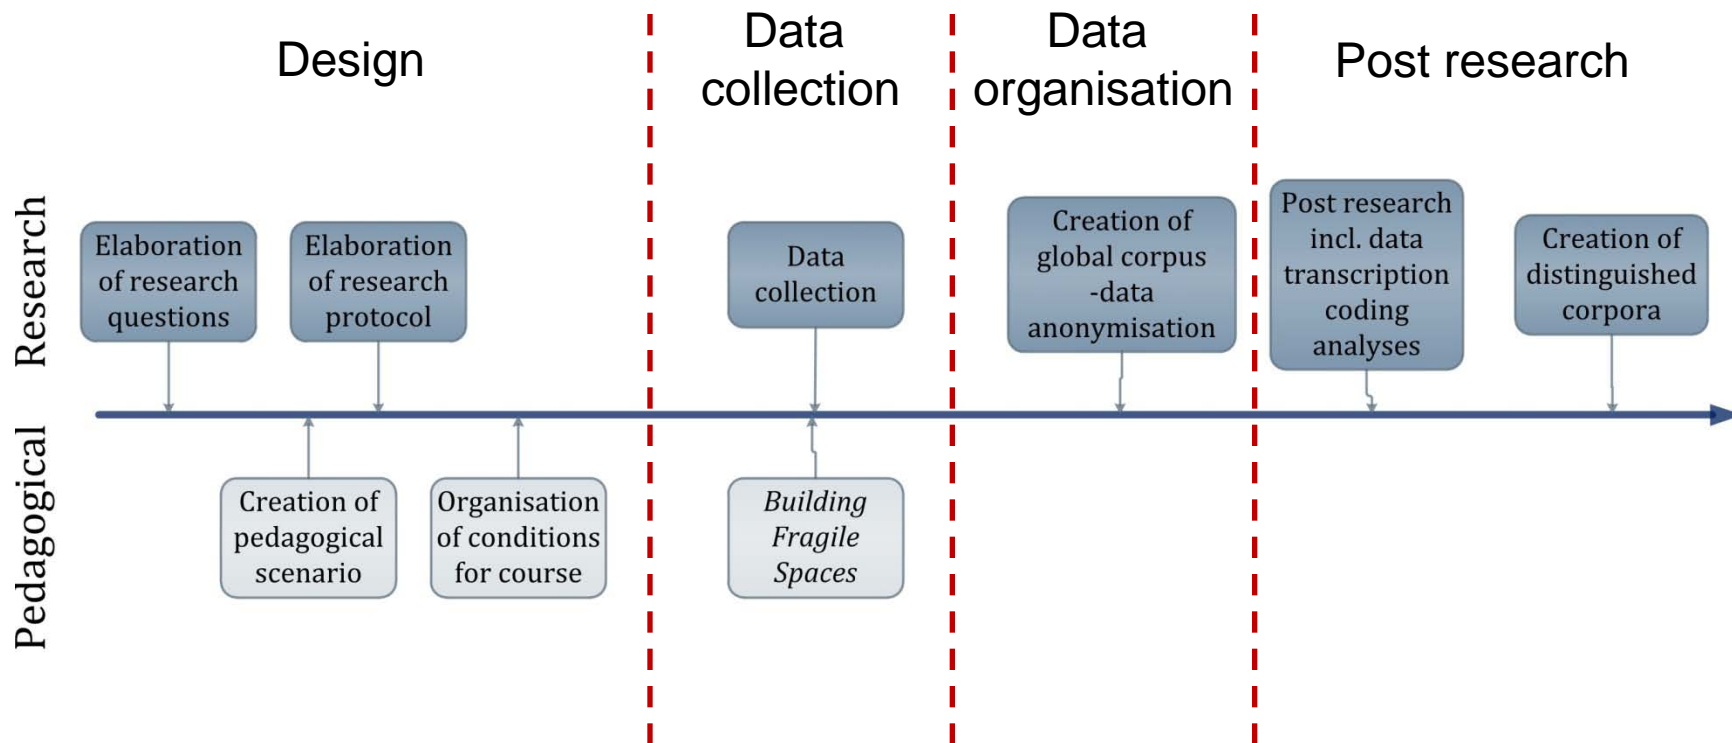 Design
Data
collection
Data
organisation
Post research
Research
Elaboration
of research
questions
Elaboration
of research
protocol
Data
collection
Creation of
global corpus
-data
anonymisation
Post research
incl. data
transcription
coding
analyses
Creation of
distinguished
corpora
Pedagogical
Creation of
pedagogical
scenario
Organisation
of conditions
for course
Building
Fragile
Spaces